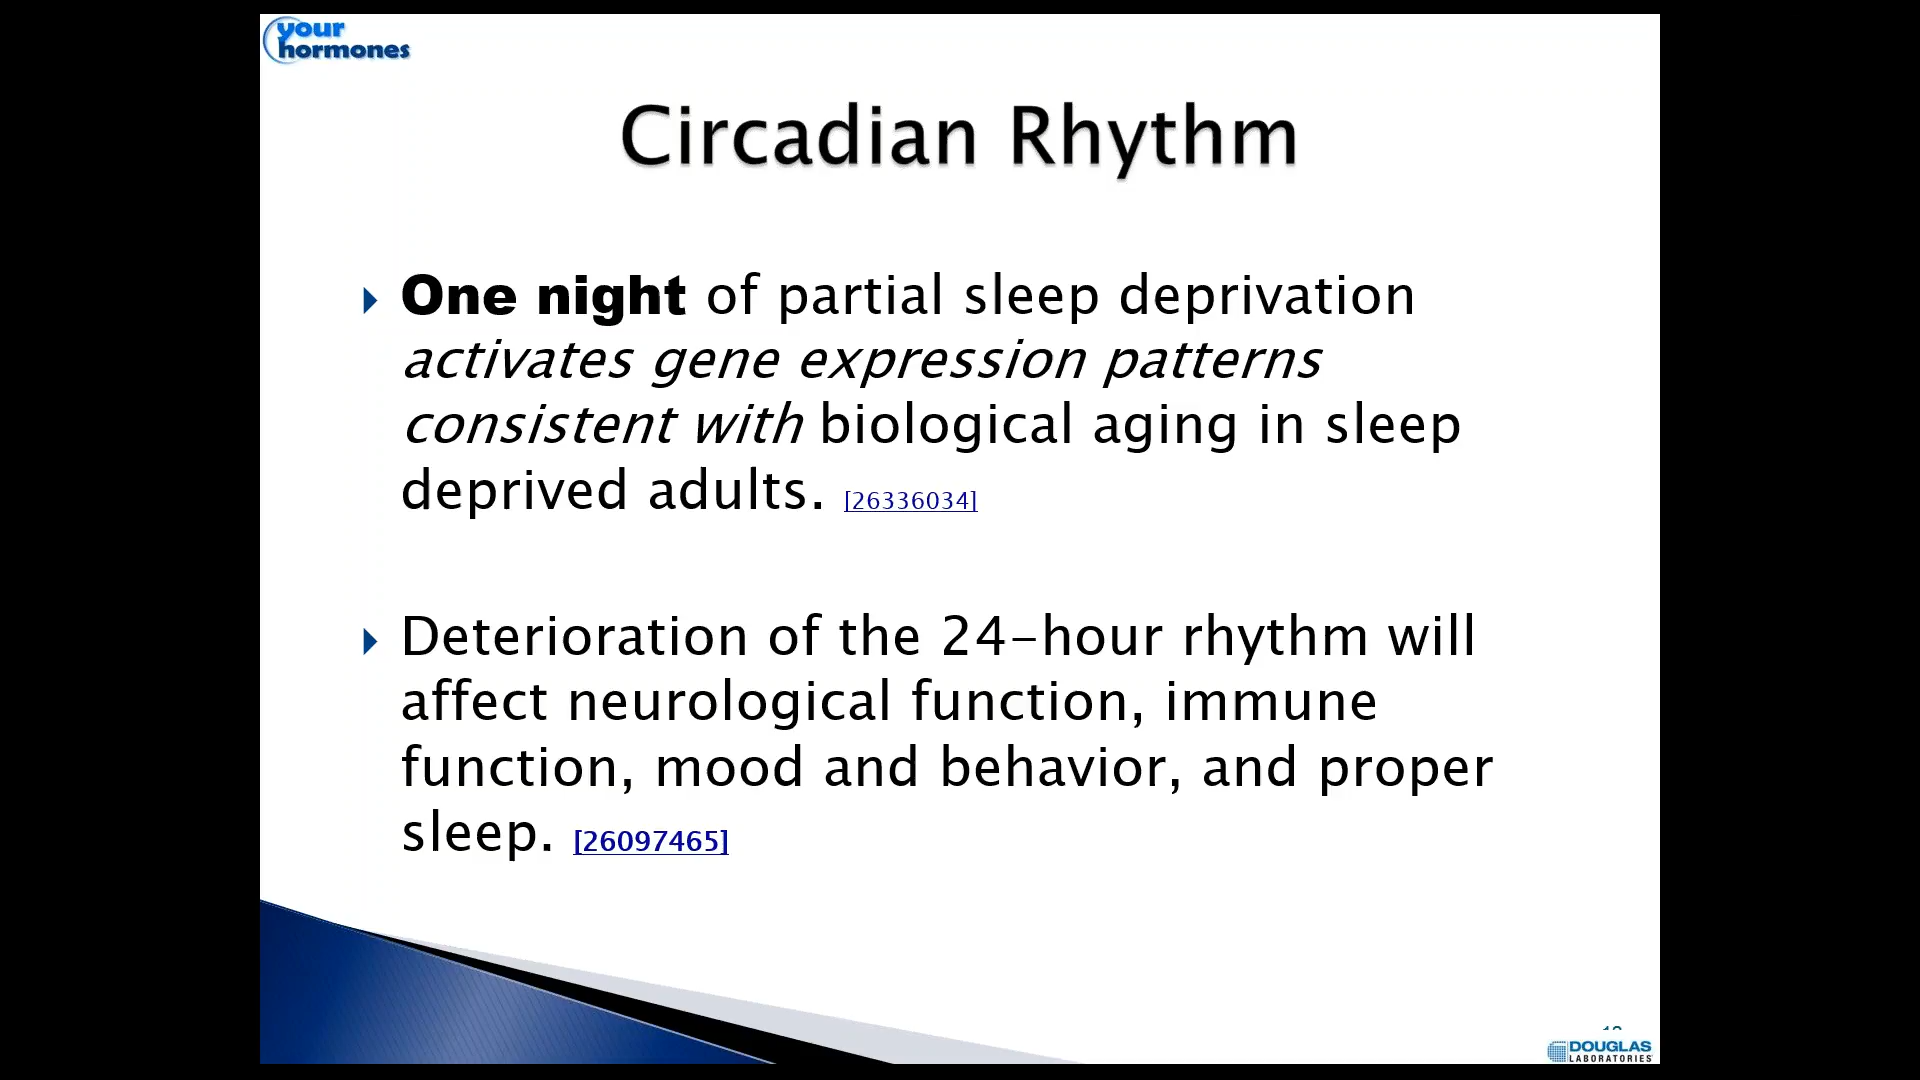 your
hormones
Circadian Rhythm
One night of partial sleep deprivation
activates gene expression patterns
consistent with biological aging in sleep
deprived adults. [26336034]
Deterioration of the 24-hour rhythm will
affect neurological function, immune
function, mood and behavior, and proper
sleep. [26097465]
DOUGLAS
LABORATORIES